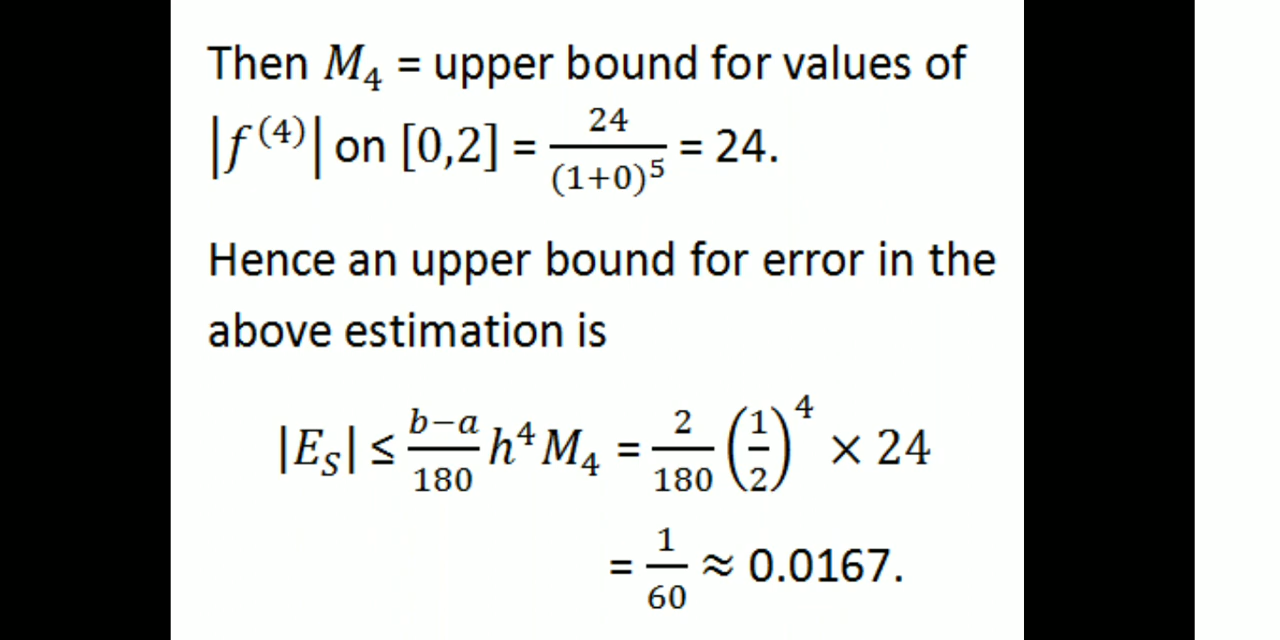 Then M₄ = upper bound for values of
|f⁽⁴⁾| on [0,2] = 24/(1+0)⁵ = 24.
Hence an upper bound for error in the
above estimation is
|E_S| ≤ (b−a)/180 h⁴ M₄ = 2/180 (1/2)⁴ × 24
= 1/60 ≈ 0.0167.